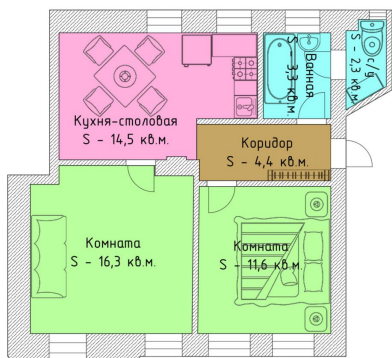 Кухня-столовая
S - 14,5 кв.м.
Ванная
S - 3,3 кв.м.
с/у
S - 2,3 кв.м.
Коридор
S - 4,4 кв.м.
Комната
S - 16,3 кв.м.
Комната
S - 11,6 кв.м.